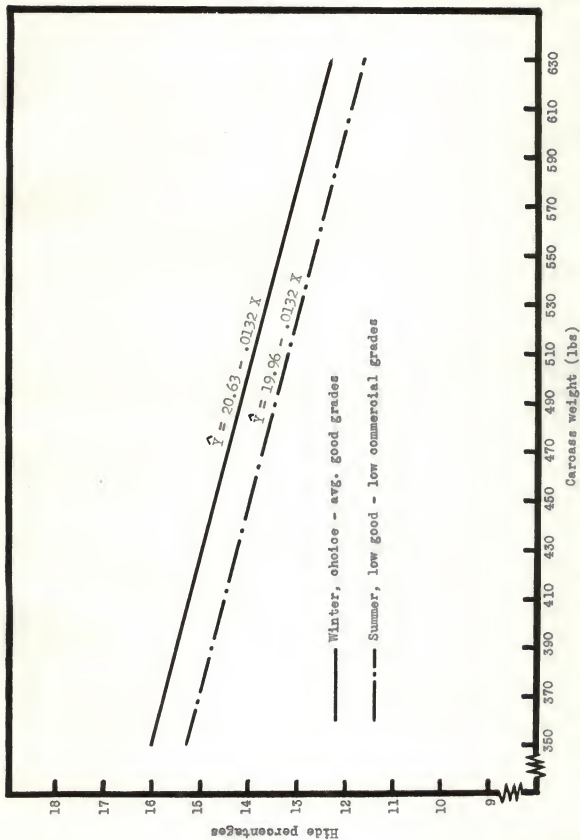 Hide percentages
18
17
16
15
14
13
12
11
10
9
Ŷ = 20.63 - .0132 X
Ŷ = 19.96 - .0132 X
Winter, choice - avg. good grades
Summer, low good - low commercial grades
350 370 390 410 430 450 470 490 510 530 550 570 590 610 630
Carcass weight (lbs)